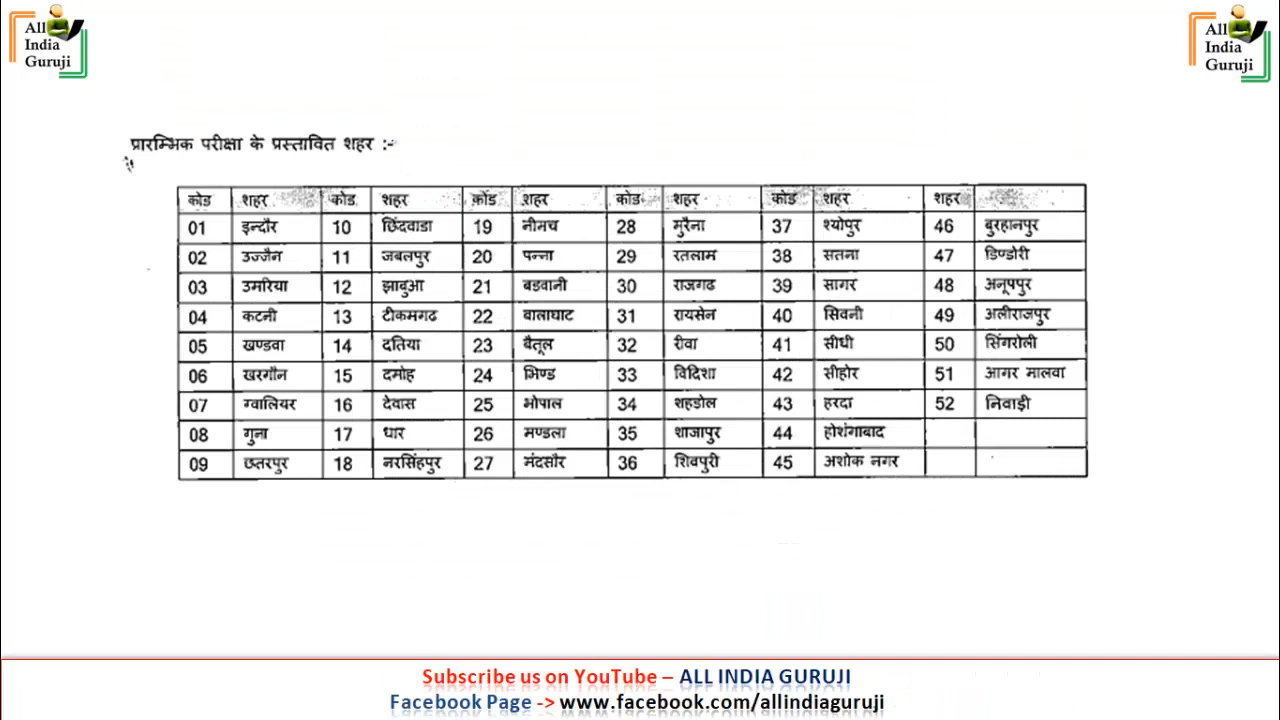 All
India
Guruji
All
India
Guruji
प्रारम्भिक परीक्षा के प्रस्तावित शहर :-
कोड शहर कोड शहर कोड शहर कोड शहर कोड शहर शहर
01 इन्दौर 10 छिंदवाडा 19 नीमच 28 मुरैना 37 श्योपुर 46 बुरहानपुर
02 उज्जैन 11 जबलपुर 20 पन्ना 29 रतलाम 38 सतना 47 डिण्डोरी
03 उमरिया 12 झाबुआ 21 बडवानी 30 राजगढ 39 सागर 48 अनूपपुर
04 कटनी 13 टीकमगढ 22 बालाघाट 31 रायसेन 40 सिवनी 49 अलीराजपुर
05 खण्डवा 14 दतिया 23 बैतूल 32 रीवा 41 सीधी 50 सिंगरोली
06 खरगौन 15 दमोह 24 भिण्ड 33 विदिशा 42 सीहोर 51 आगर मालवा
07 ग्वालियर 16 देवास 25 भोपाल 34 शहडोल 43 हरदा 52 निवाड़ी
08 गुना 17 धार 26 मण्डला 35 शाजापुर 44 होशंगाबाद
09 छतरपुर 18 नरसिंहपुर 27 मंदसौर 36 शिवपुरी 45 अशोक नगर
Subscribe us on YouTube – ALL INDIA GURUJI
Facebook Page -> www.facebook.com/allindiaguruji